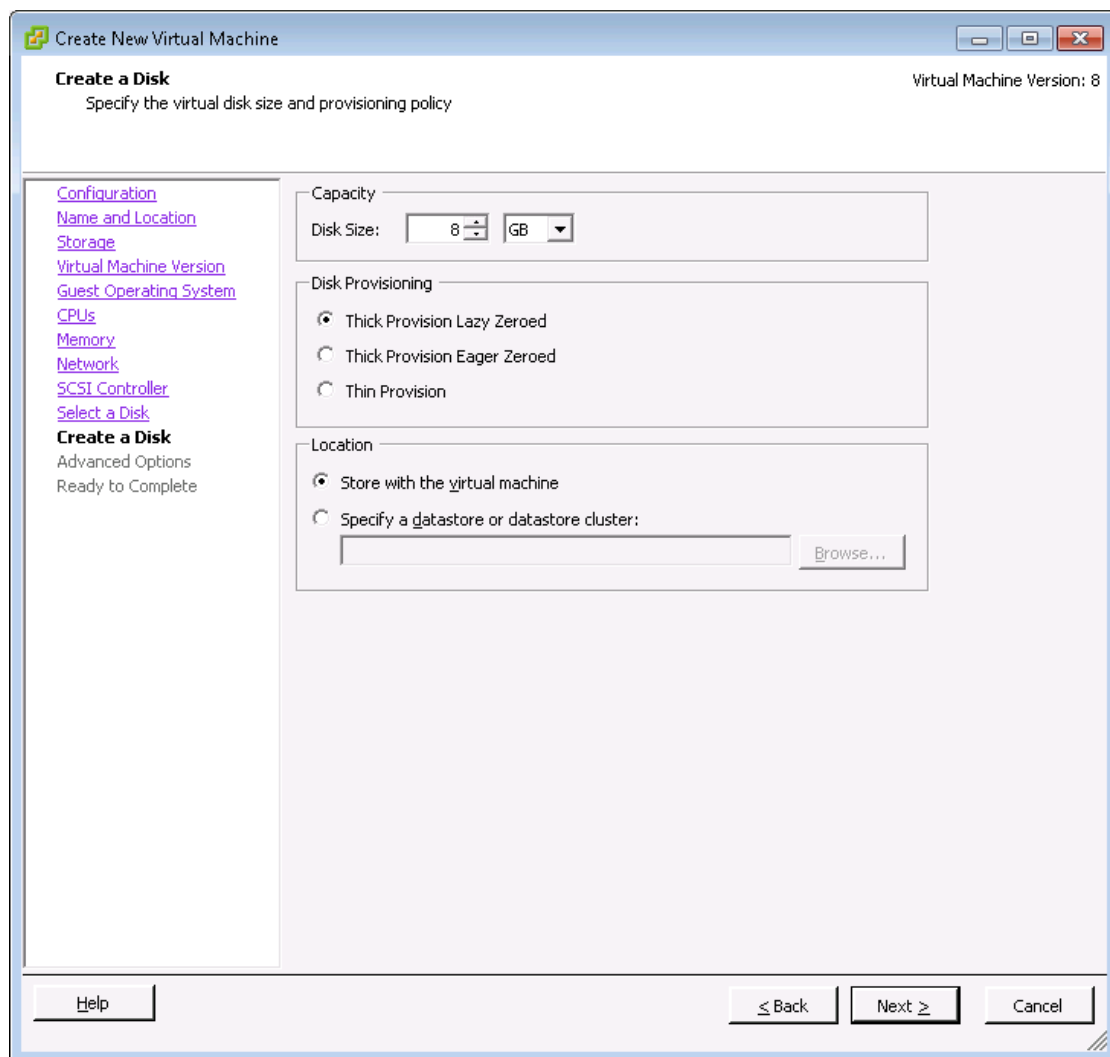 Create New Virtual Machine
Create a Disk
Virtual Machine Version: 8
Specify the virtual disk size and provisioning policy
Configuration
Name and Location
Storage
Virtual Machine Version
Guest Operating System
CPUs
Memory
Network
SCSI Controller
Select a Disk
Create a Disk
Advanced Options
Ready to Complete
Capacity
Disk Size: 8 GB
Disk Provisioning
Thick Provision Lazy Zeroed
Thick Provision Eager Zeroed
Thin Provision
Location
Store with the virtual machine
Specify a datastore or datastore cluster:
Browse...
Help
< Back
Next >
Cancel